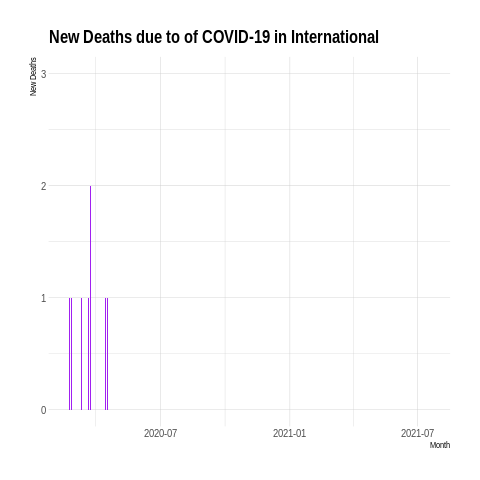 New Deaths due to of COVID-19 in International
New Deaths
3
2
1
0
2020-07
2021-01
2021-07
Month